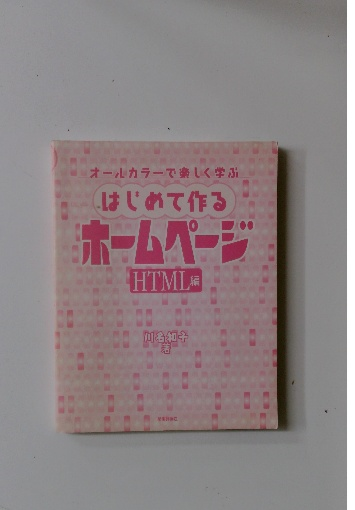 オールカラーで楽しく学ぶ
はじめて作る
ホームページ
HTML編
著